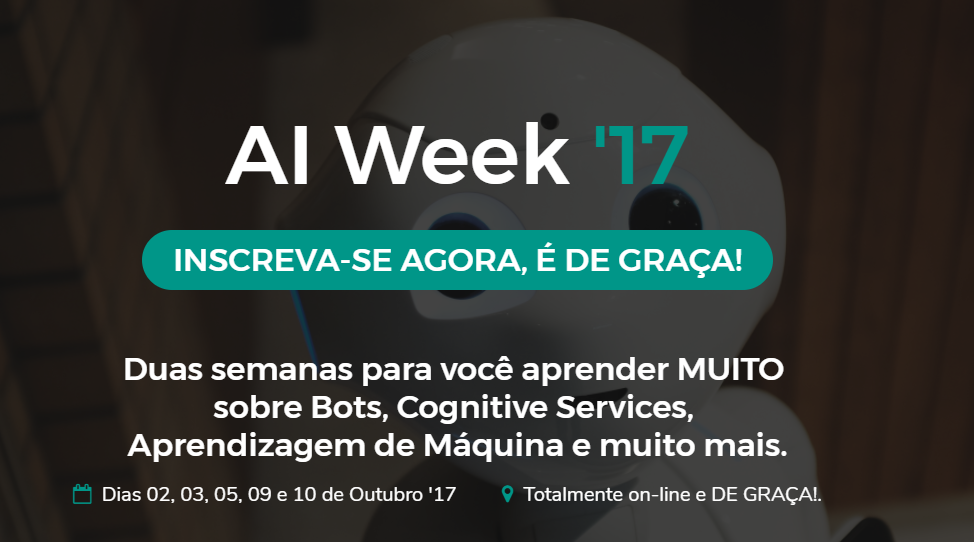 AI Week '17
INSCREVA-SE AGORA, É DE GRAÇA!
Duas semanas para você aprender MUITO
sobre Bots, Cognitive Services,
Aprendizagem de Máquina e muito mais.
Dias 02, 03, 05, 09 e 10 de Outubro '17
Totalmente on-line e DE GRAÇA!.